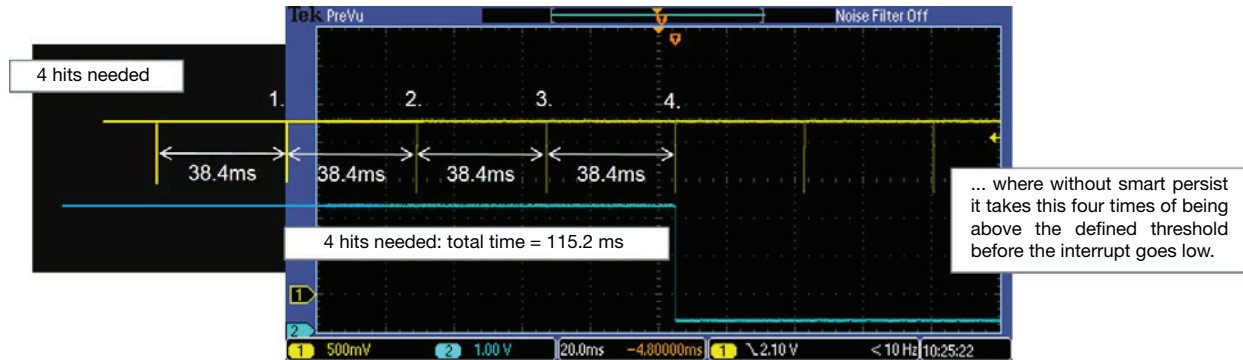 Tek PreVu
Noise Filter Off
4 hits needed
1. 2. 3. 4.
38.4ms 38.4ms 38.4ms 38.4ms
... where without smart persist
it takes this four times of being
above the defined threshold
before the interrupt goes low.
4 hits needed: total time = 115.2 ms
1
2
1 500mV 2 1.00 V 20.0ms -4.80000ms 1 2.10 V < 10 Hz 10:25:22